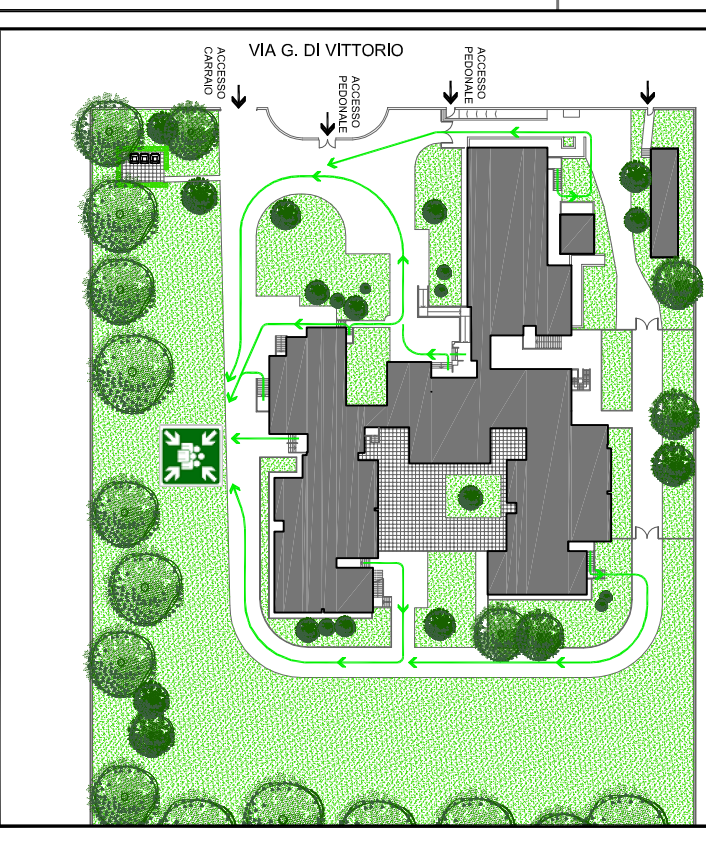 VIA G. DI VITTORIO
ACCESSO
CARRAIO
ACCESSO
PEDONALE
ACCESSO
PEDONALE